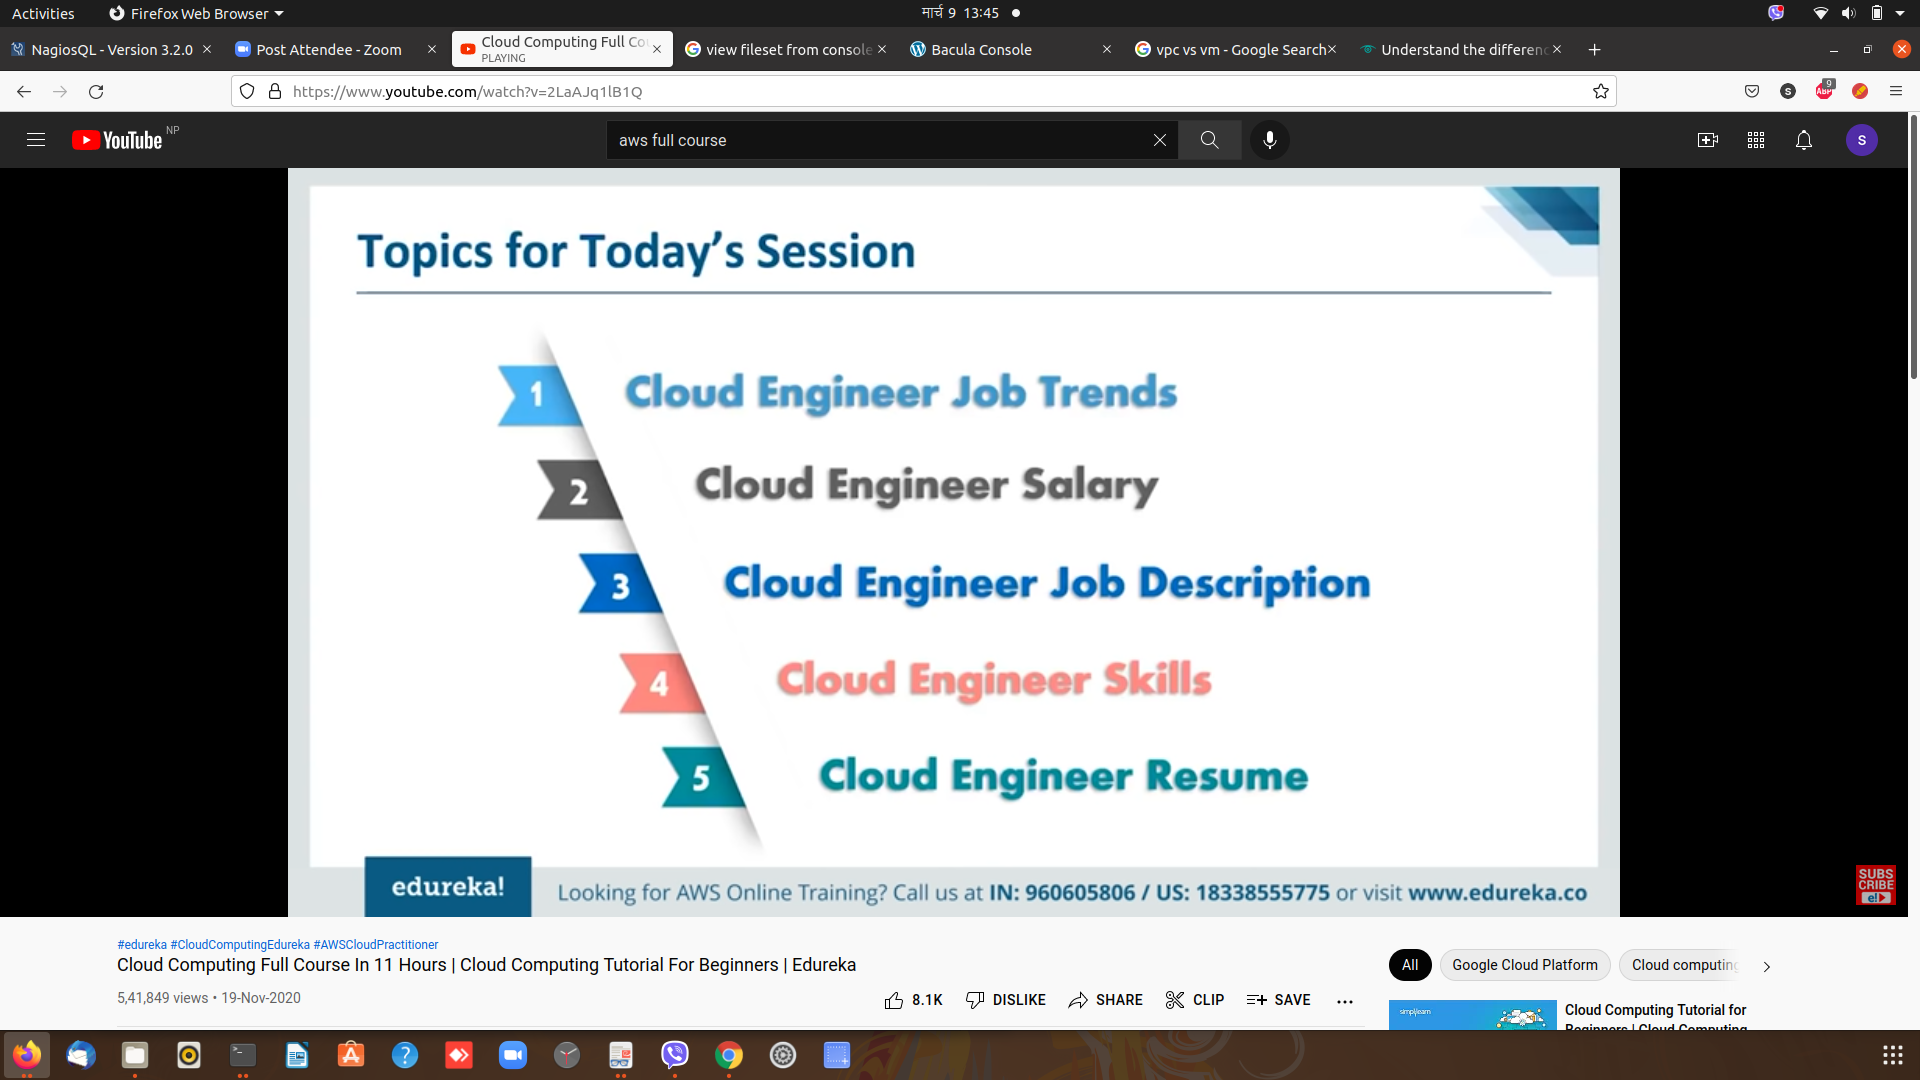 Activities
Firefox Web Browser
मार्च 9 13:45
NagiosQL - Version 3.2.0
Post Attendee - Zoom
Cloud Computing Full Co
PLAYING
view fileset from console
Bacula Console
vpc vs vm - Google Search
Understand the differenc
https://www.youtube.com/watch?v=2LaAJq1lB1Q
S
ABP
9
YouTube NP
aws full course
S
Topics for Today's Session
1 Cloud Engineer Job Trends
2 Cloud Engineer Salary
3 Cloud Engineer Job Description
4 Cloud Engineer Skills
5 Cloud Engineer Resume
edureka!
Looking for AWS Online Training? Call us at IN: 960605806 / US: 18338555775 or visit www.edureka.co
SUBS
CRIBE
e!
#edureka #CloudComputingEdureka #AWSCloudPractitioner
Cloud Computing Full Course In 11 Hours | Cloud Computing Tutorial For Beginners | Edureka
5,41,849 views • 19-Nov-2020
8.1K
DISLIKE
SHARE
CLIP
SAVE
All
Google Cloud Platform
Cloud computing
simplilearn
Cloud Computing Tutorial for
Beginners | Cloud Computing